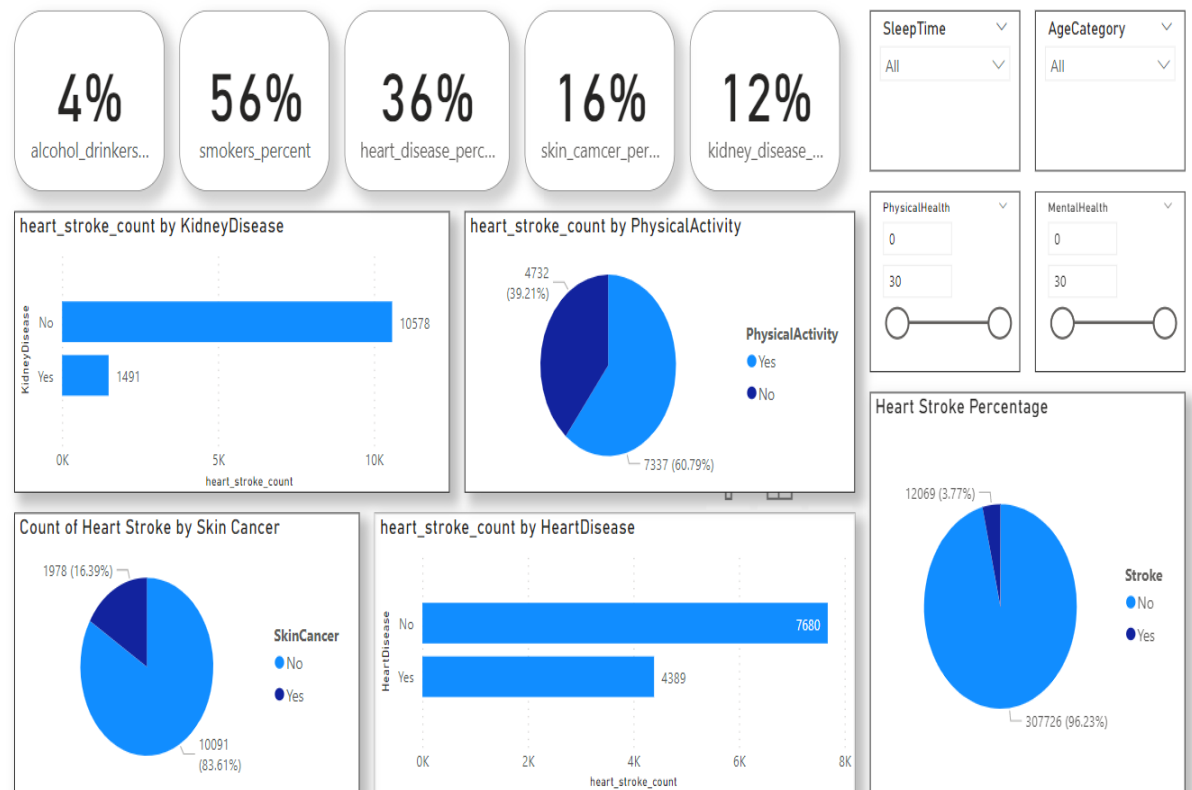 4%
alcohol_drinkers...
56%
smokers_percent
36%
heart_disease_perc...
16%
skin_camcer_per...
12%
kidney_disease_...
SleepTime
All
AgeCategory
All
PhysicalHealth
0
30
MentalHealth
0
30
heart_stroke_count by KidneyDisease
KidneyDisease
No
10578
Yes
1491
0K
5K
10K
heart_stroke_count
heart_stroke_count by PhysicalActivity
4732
(39.21%)
7337 (60.79%)
PhysicalActivity
Yes
No
Heart Stroke Percentage
12069 (3.77%)
307726 (96.23%)
Stroke
No
Yes
Count of Heart Stroke by Skin Cancer
1978 (16.39%)
10091
(83.61%)
SkinCancer
No
Yes
heart_stroke_count by HeartDisease
HeartDisease
No
7680
Yes
4389
0K
2K
4K
6K
8K
heart_stroke_count